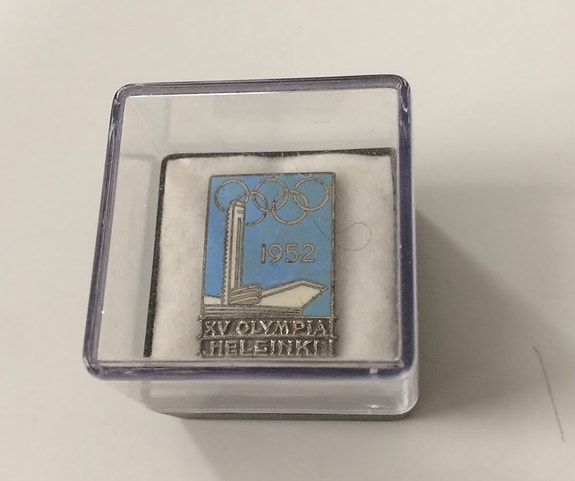 1952
XV OLYMPIA
HELSINKI